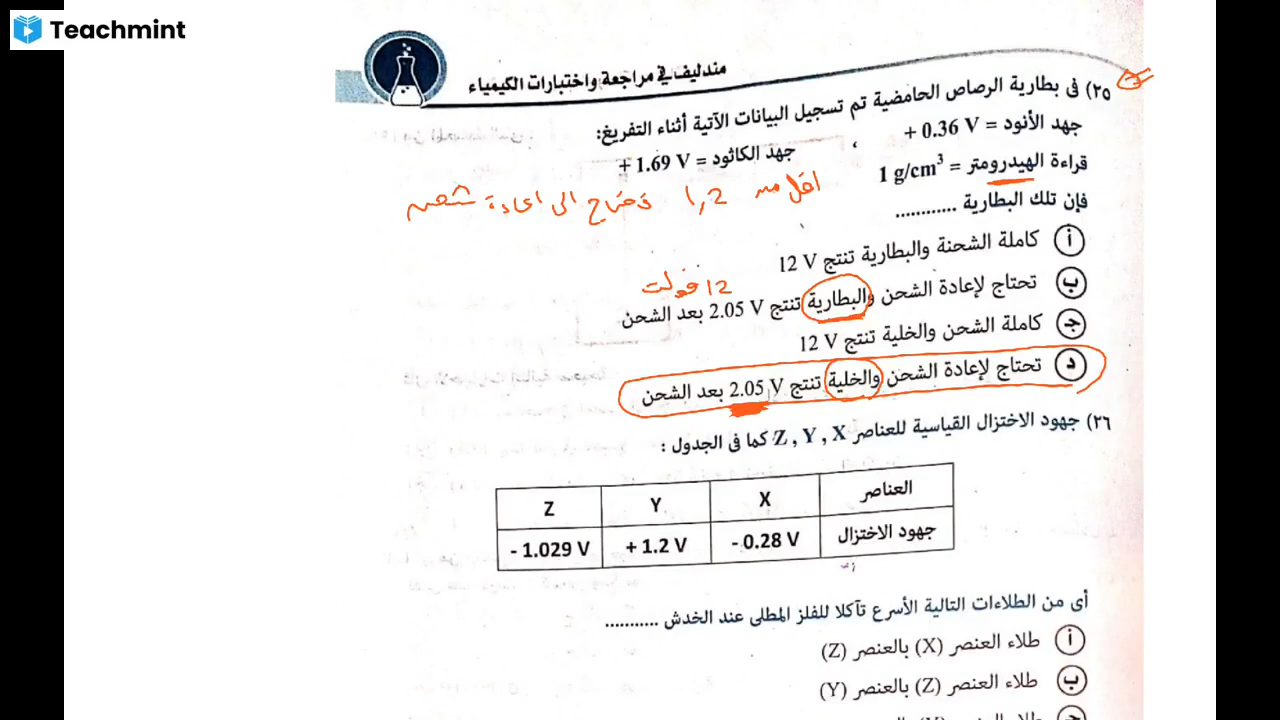 Teachmint
مندليف في مراجعة واختبارات الكيمياء
٢٥) فى بطارية الرصاص الحامضية تم تسجيل البيانات الآتية أثناء التفريغ:
جهد الأنود = 0.36 V + ، جهد الكاثود = 1.69 V +
قراءة الهيدرومتر = 1 g/cm³
اقل من 1,2 تحتاج الى اعادة شحن
فإن تلك البطارية ............
أ كاملة الشحنة والبطارية تنتج 12 V
12 فولت
ب تحتاج لإعادة الشحن والبطارية تنتج 2.05 V بعد الشحن
جـ كاملة الشحن والخلية تنتج 12 V
د تحتاج لإعادة الشحن والخلية تنتج 2.05 V بعد الشحن
٢٦) جهود الاختزال القياسية للعناصر Z , Y , X كما فى الجدول :
العناصر X Y Z
جهود الاختزال - 0.28 V + 1.2 V - 1.029 V
أى من الطلاءات التالية الأسرع تآكلا للفلز المطلى عند الخدش ...........
أ طلاء العنصر (X) بالعنصر (Z)
ب طلاء العنصر (Z) بالعنصر (Y)